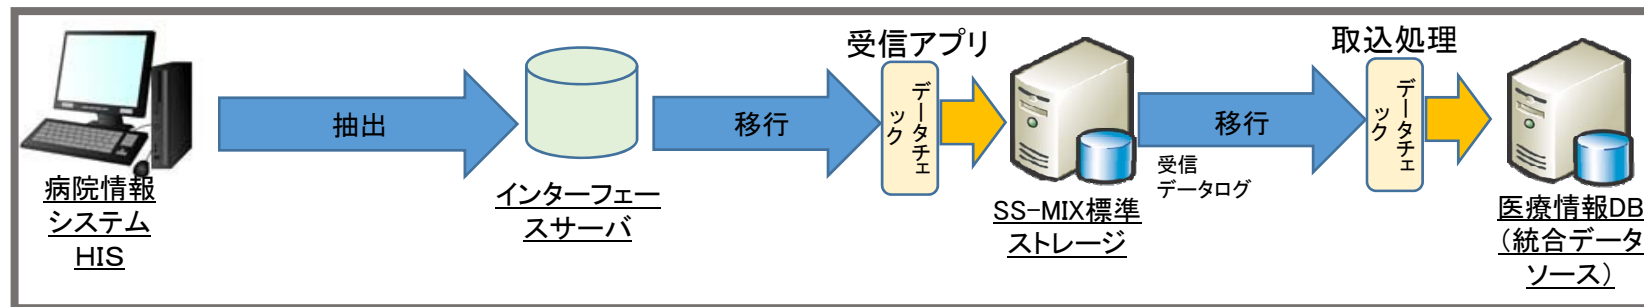 病院情報
システム
HIS
抽出
インターフェー
スサーバ
移行
受信アプリ
データチェ
ック
SS-MIX標準
ストレージ
移行
受信
データログ
取込処理
データチェ
ック
医療情報DB
（統合データ
ソース）